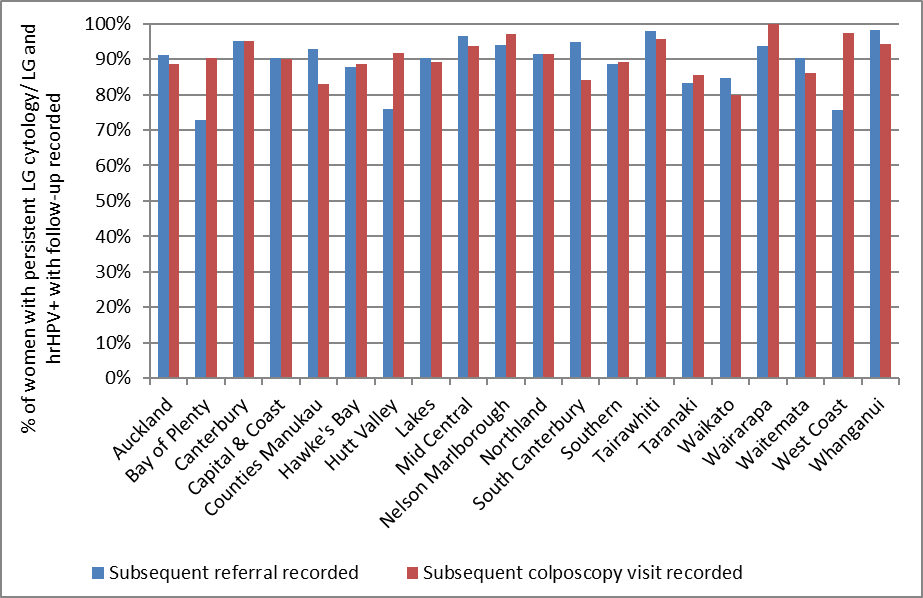 % of women with persistent LG cytology/ LG and
hrHPV+ with follow-up recorded
100%
90%
80%
70%
60%
50%
40%
30%
20%
10%
0%
Auckland
Bay of Plenty
Canterbury
Capital & Coast
Counties Manukau
Hawke's Bay
Hutt Valley
Lakes
Mid Central
Nelson Marlborough
Northland
South Canterbury
Southern
Tairawhiti
Taranaki
Waikato
Wairarapa
Waitemata
West Coast
Whanganui
Subsequent referral recorded
Subsequent colposcopy visit recorded